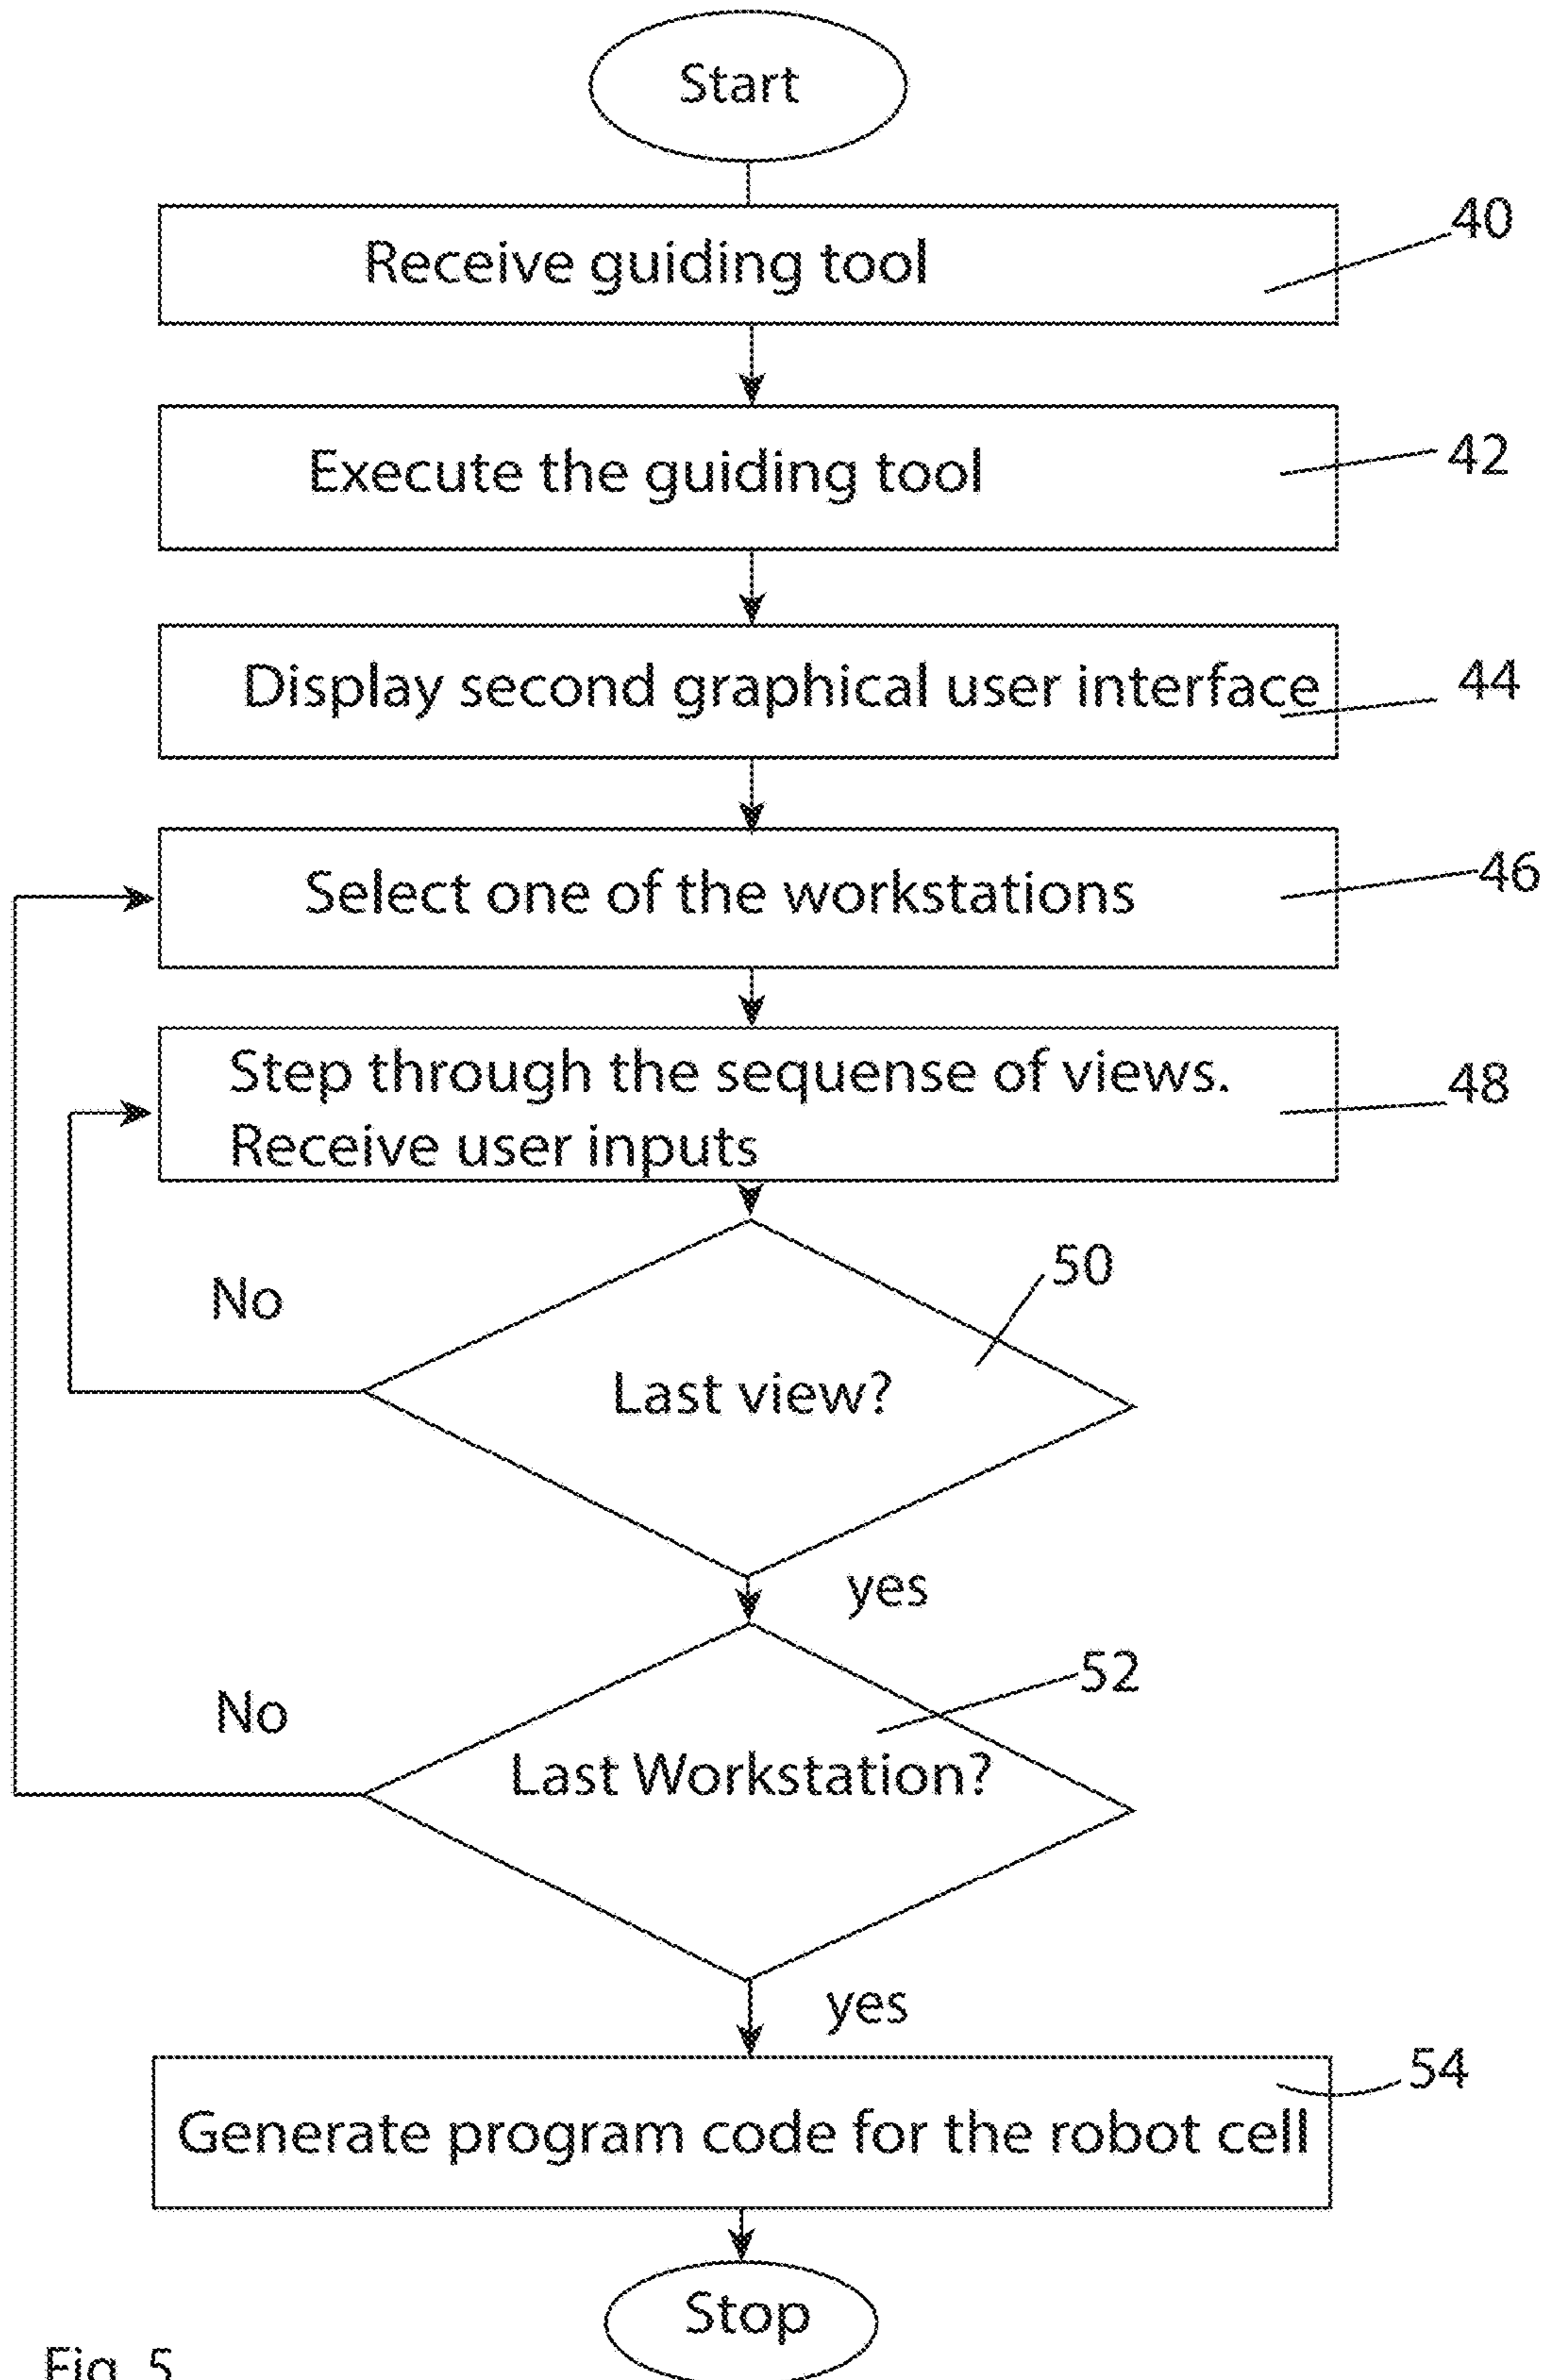 Start
Receive guiding tool
40
Execute the guiding tool
42
Display second graphical user interface
44
Select one of the workstations
46
Step through the sequense of views.
Receive user inputs
48
No
50
Last view?
yes
52
No
Last Workstation?
yes
54
Generate program code for the robot cell
Stop
Fig. 5